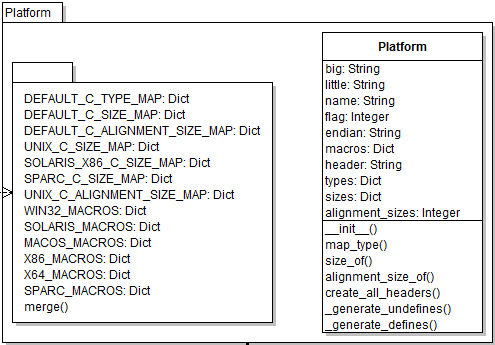 Platform
DEFAULT_C_TYPE_MAP: Dict
DEFAULT_C_SIZE_MAP: Dict
DEFAULT_C_ALIGNMENT_SIZE_MAP: Dict
UNIX_C_SIZE_MAP: Dict
SOLARIS_X86_C_SIZE_MAP: Dict
SPARC_C_SIZE_MAP: Dict
UNIX_C_ALIGNMENT_SIZE_MAP: Dict
WIN32_MACROS: Dict
SOLARIS_MACROS: Dict
MACOS_MACROS: Dict
X86_MACROS: Dict
X64_MACROS: Dict
SPARC_MACROS: Dict
merge()
Platform
big: String
little: String
name: String
flag: Integer
endian: String
macros: Dict
header: String
types: Dict
sizes: Dict
alignment_sizes: Integer
__init__()
map_type()
size_of()
alignment_size_of()
create_all_headers()
_generate_undefines()
_generate_defines()